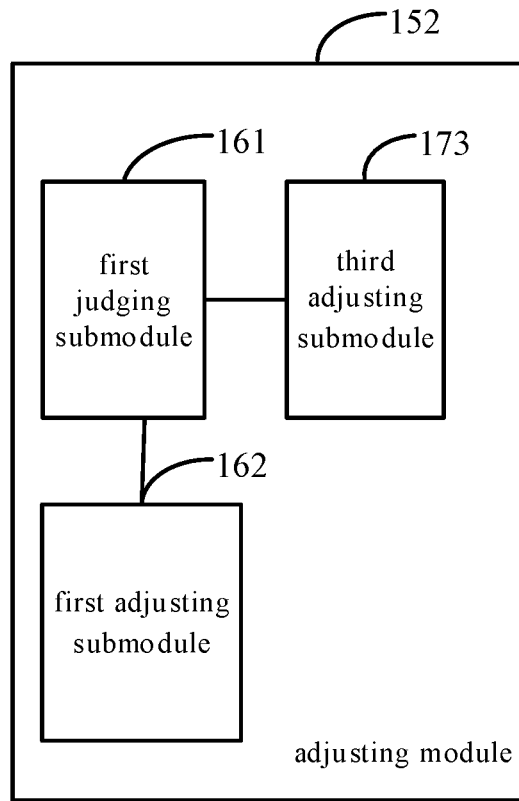 152
161
173
first
judging
submodule
third
adjusting
submodule
162
first adjusting
submodule
adjusting module